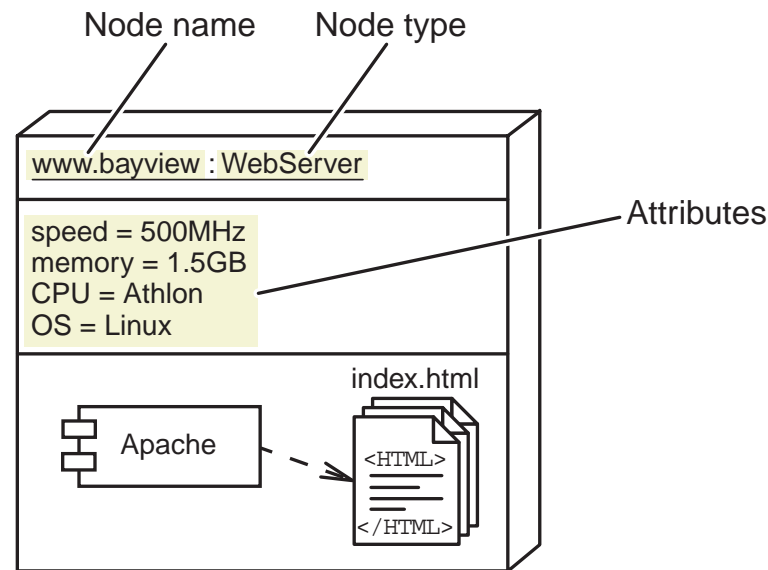 Node name
Node type
www.bayview : WebServer
Attributes
speed = 500MHz
memory = 1.5GB
CPU = Athlon
OS = Linux
index.html
Apache
<HTML>
</HTML>